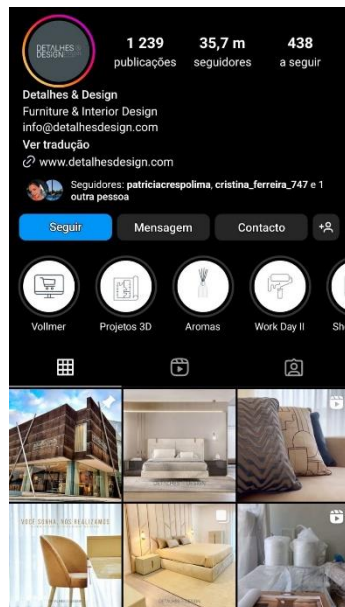 DETALHES &
DESIGN
1 239
35,7 m
438
publicações
seguidores
a seguir
Detalhes & Design
Furniture & Interior Design
info@detalhesdesign.com
Ver tradução
www.detalhesdesign.com
Seguidores: patriciacrespolima, cristina_ferreira_747 e 1
outra pessoa
Seguir
Mensagem
Contacto
Vollmer
Projetos 3D
Aromas
Work Day II
Sh
VOCÊ SONHA, NÓS REALIZAMOS